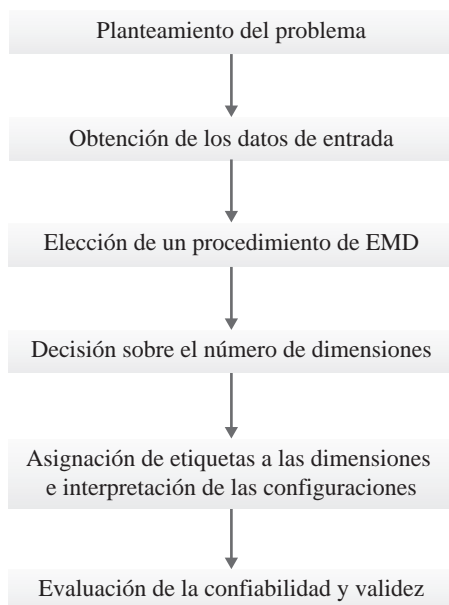 Planteamiento del problema
Obtención de los datos de entrada
Elección de un procedimiento de EMD
Decisión sobre el número de dimensiones
Asignación de etiquetas a las dimensiones
e interpretación de las configuraciones
Evaluación de la confiabilidad y validez